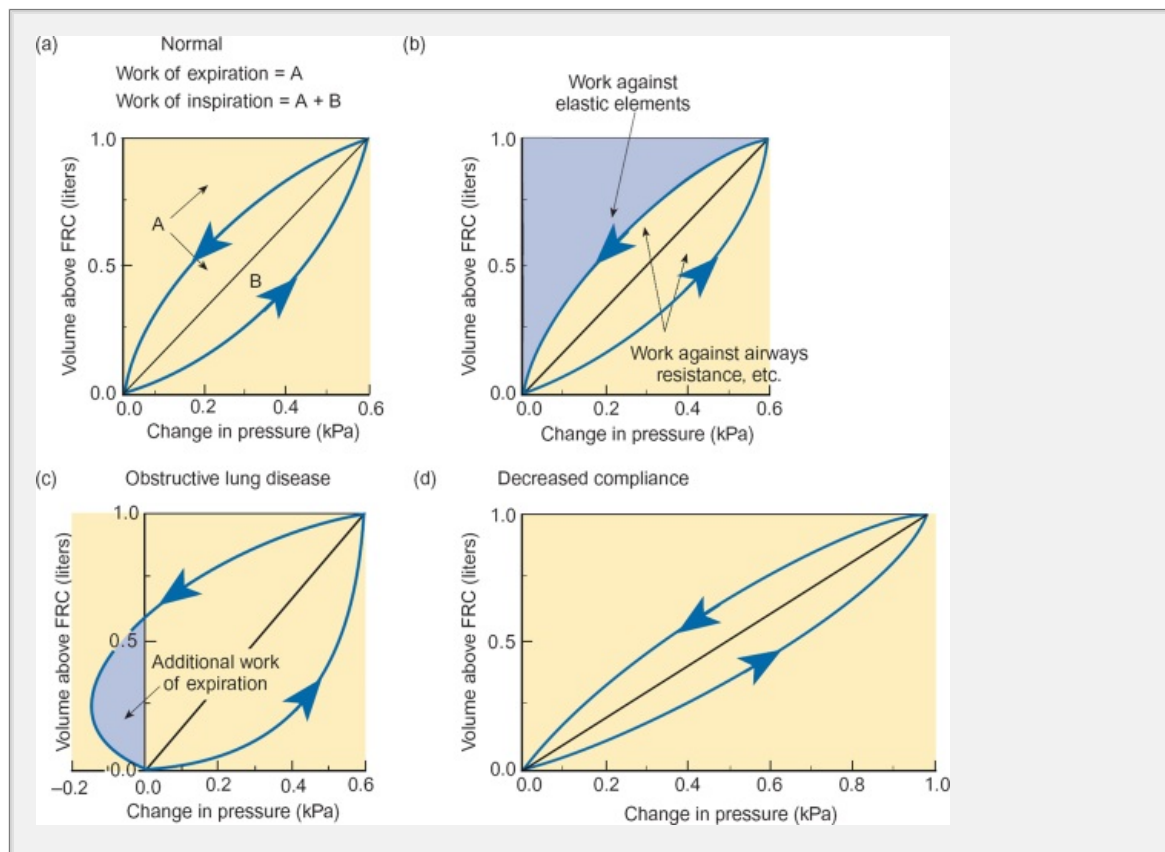 (a) Normal
Work of expiration = A
Work of inspiration = A + B
1.0
0.5
0.0
Volume above FRC (liters)
A
B
0.0 0.2 0.4 0.6
Change in pressure (kPa)
(b)
Work against
elastic elements
1.0
0.5
0.0
Volume above FRC (liters)
Work against airways
resistance, etc.
0.0 0.2 0.4 0.6
Change in pressure (kPa)
(c) Obstructive lung disease
1.0
0.5
0.0
Volume above FRC (liters)
Additional work
of expiration
–0.2 0.0 0.2 0.4 0.6
Change in pressure (kPa)
(d) Decreased compliance
1.0
0.5
0.0
Volume above FRC (liters)
0.0 0.2 0.4 0.6 0.8 1.0
Change in pressure (kPa)